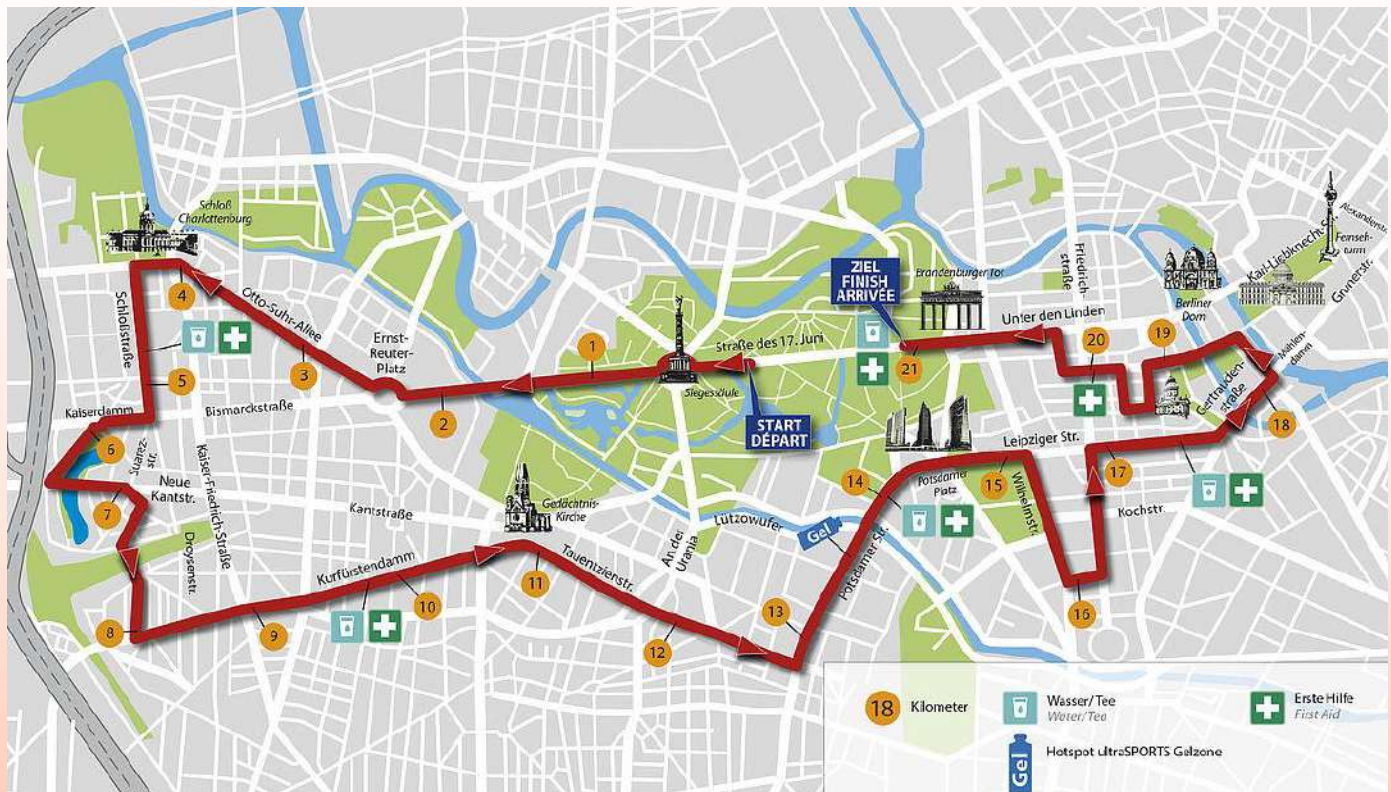 Schloß
Charlottenburg
4
Otto-Suhr-Allee
Schloßstraße
3
5
Ernst-
Reuter-
Platz
Kaiserdamm
Bismarckstraße
2
1
Siegessäule
Straße des 17. Juni
START
DÉPART
ZIEL
FINISH
ARRIVÉE
21
Brandenburger Tor
Unter den Linden
Friedrich-
straße
20
19
Berliner
Dom
Karl-Liebknecht-S
Alexanderstr
Fernseh-
turm
Grunerstr.
Mühlen-
damm
Gertrauden-
straße
18
6
Suarez-
str.
Neue
Kantstr.
7
Kaiser-Friedrich-Straße
Kantstraße
Droysenstr.
8
9
Kurfürstendamm
10
Gedächtnis-
Kirche
11
Tauentzienstr.
An der
Urania
Lützowufer
Gel
12
13
Potsdamer Str.
14
Potsdamer
Platz
Leipziger Str.
15
Wilhelmstr.
16
17
Kochstr.
18 Kilometer
Wasser/Tee
Water/Tea
Erste Hilfe
First Aid
Gel
Hotspot ultraSPORTS Gelzone